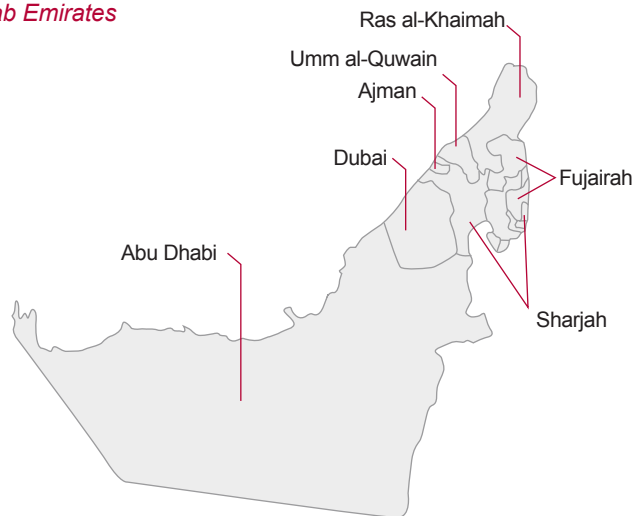 ab Emirates
Ras al-Khaimah
Umm al-Quwain
Ajman
Dubai
Fujairah
Abu Dhabi
Sharjah